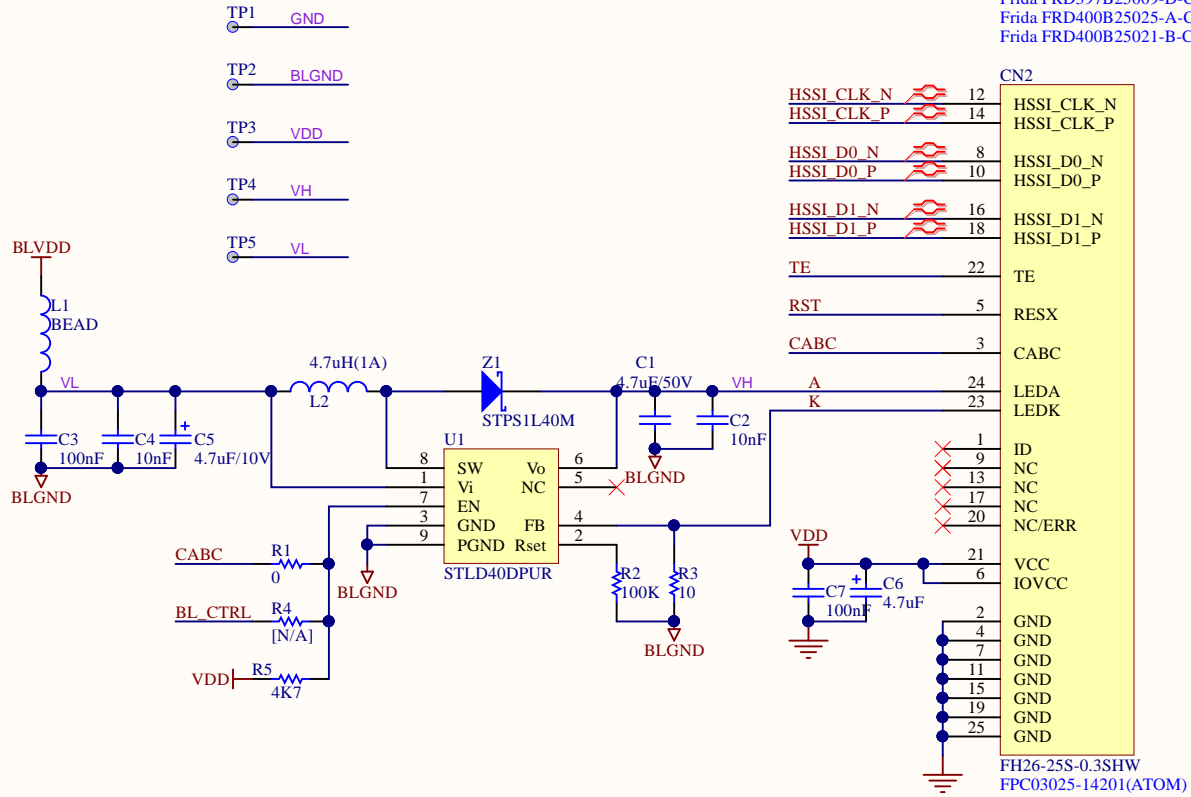 Frida FRD400B25025-A-C
Frida FRD400B25021-B-C
TP1
GND
TP2
BLGND
TP3
VDD
TP4
VH
TP5
VL
BLVDD
L1
BEAD
VL
C3
100nF
C4
10nF
C5
4.7uF/10V
+
BLGND
4.7uH(1A)
L2
Z1
STPS1L40M
C1
4.7uF/50V
C2
10nF
VH
BLGND
U1
8 SW Vo 6
1 Vi NC 5
7 EN
3 GND FB 4
9 PGND Rset 2
STLD40DPUR
BLGND
CABC
R1
0
BL_CTRL
R4
[N/A]
VDD
R5
4K7
R2
100K
R3
10
BLGND
CN2
HSSI_CLK_N 12 HSSI_CLK_N
HSSI_CLK_P 14 HSSI_CLK_P
HSSI_D0_N 8 HSSI_D0_N
HSSI_D0_P 10 HSSI_D0_P
HSSI_D1_N 16 HSSI_D1_N
HSSI_D1_P 18 HSSI_D1_P
TE 22 TE
RST 5 RESX
CABC 3 CABC
A 24 LEDA
K 23 LEDK
1 ID
9 NC
13 NC
17 NC
20 NC/ERR
VDD
21 VCC
6 IOVCC
C7
100nF
+
C6
4.7uF
2 GND
4 GND
7 GND
11 GND
15 GND
19 GND
25 GND
FH26-25S-0.3SHW
FPC03025-14201(ATOM)